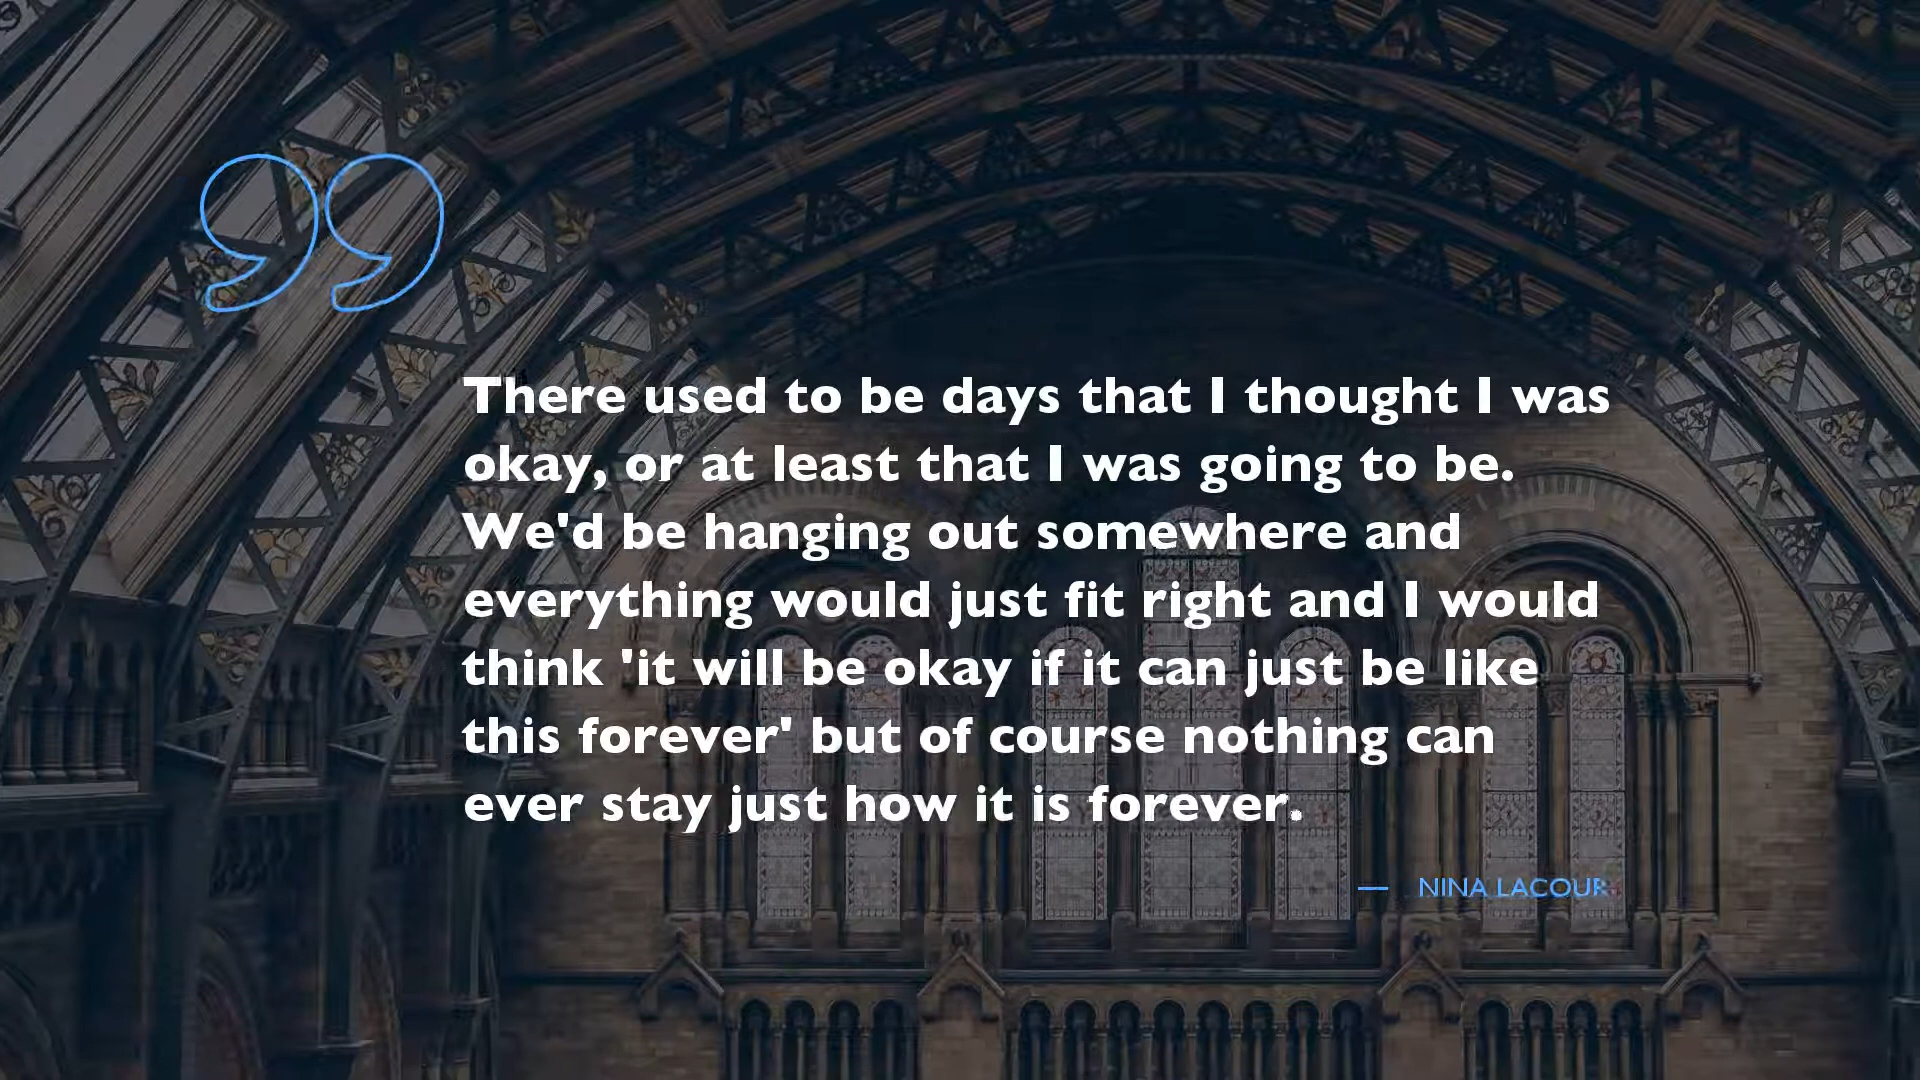 There used to be days that I thought I was
okay, or at least that I was going to be.
We'd be hanging out somewhere and
everything would just fit right and I would
think 'it will be okay if it can just be like
this forever' but of course nothing can
ever stay just how it is forever.
— NINA LACOUR